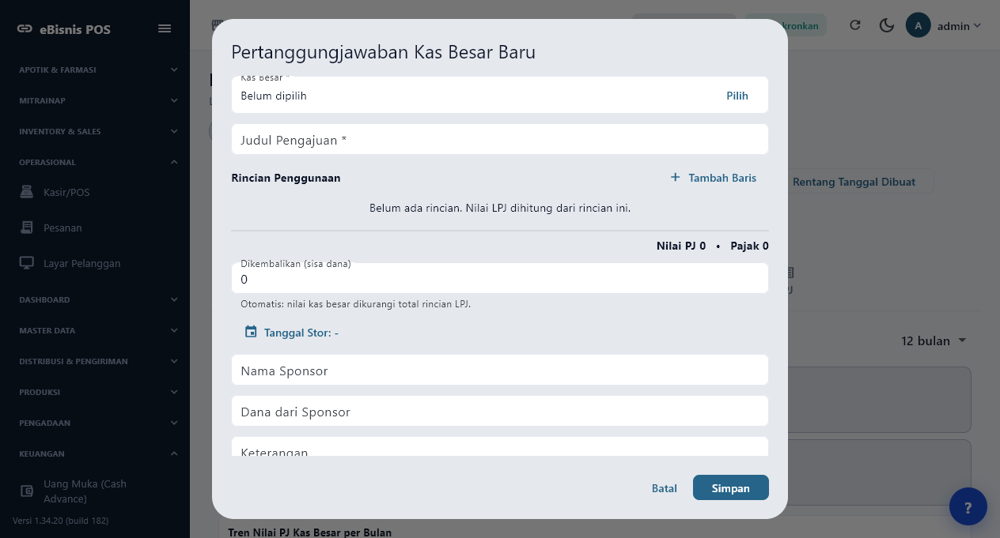 eBisnis POS
APOTIK & FARMASI
MITRAINAP
INVENTORY & SALES
OPERASIONAL
Kasir/POS
Pesanan
Layar Pelanggan
DASHBOARD
MASTER DATA
DISTRIBUSI & PENGIRIMAN
PRODUKSI
PENGADAAN
KEUANGAN
Uang Muka (Cash
Advance)
Versi 1.34.20 (build 182)
A
admin
Pertanggungjawaban Kas Besar Baru
Kas Besar *
Belum dipilih
Pilih
Judul Pengajuan *
Rincian Penggunaan
+ Tambah Baris
Belum ada rincian. Nilai LPJ dihitung dari rincian ini.
Nilai PJ 0 • Pajak 0
Dikembalikan (sisa dana)
0
Otomatis: nilai kas besar dikurangi total rincian LPJ.
Tanggal Stor: -
Nama Sponsor
Dana dari Sponsor
Keterangan
Batal
Simpan
Rentang Tanggal Dibuat
12 bulan
?
Tren Nilai PJ Kas Besar per Bulan